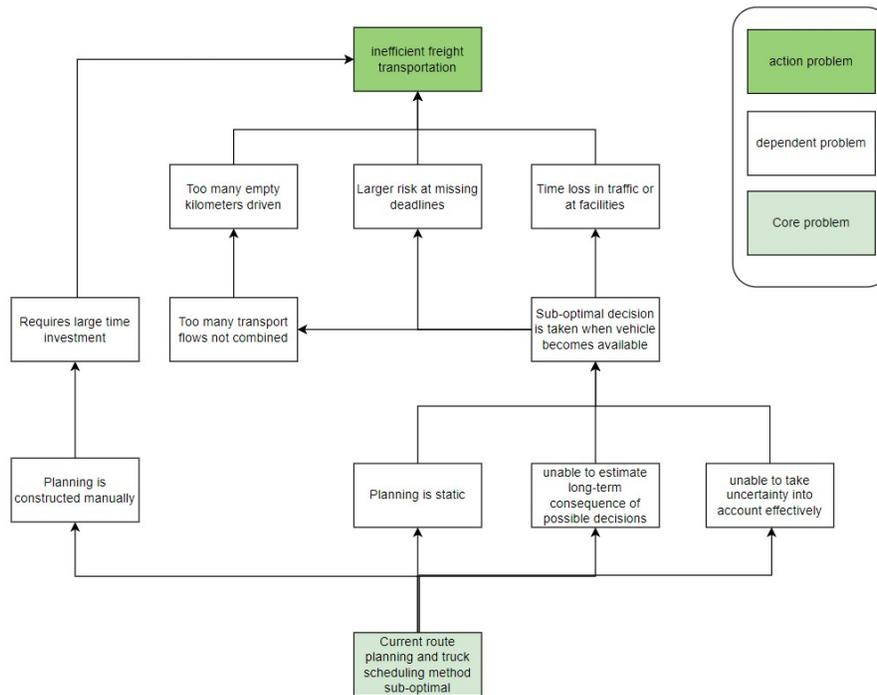 inefficient freight
transportation
action problem
dependent problem
Core problem
Too many empty
kilometers driven
Larger risk at missing
deadlines
Time loss in traffic or
at facilities
Requires large time
investment
Too many transport
flows not combined
Sub-optimal decision
is taken when vehicle
becomes available
Planning is
constructed manually
Planning is static
unable to estimate
long-term
consequence of
possible decisions
unable to take
uncertainty into
account effectively
Current route
planning and truck
scheduling method
sub-optimal